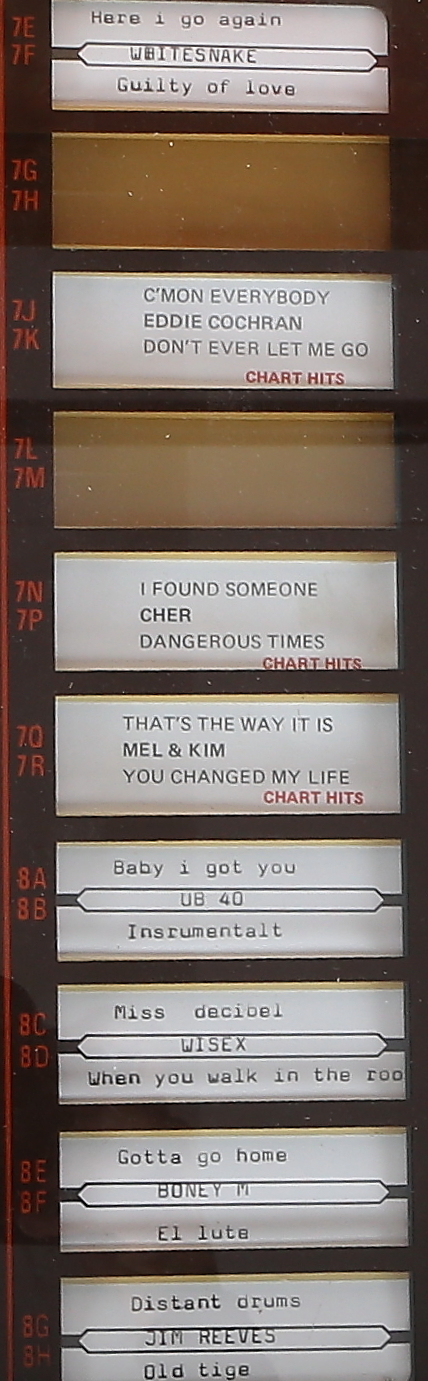 7E
7F
Here i go again
WHITESNAKE
Guilty of love
7G
7H
7J
7K
C'MON EVERYBODY
EDDIE COCHRAN
DON'T EVER LET ME GO
CHART HITS
7L
7M
7N
7P
I FOUND SOMEONE
CHER
DANGEROUS TIMES
CHART HITS
7Q
7R
THAT'S THE WAY IT IS
MEL & KIM
YOU CHANGED MY LIFE
CHART HITS
8A
8B
Baby i got you
UB 40
Insrumentalt
8C
8D
Miss decibel
WISEX
When you walk in the roo
8E
8F
Gotta go home
BONEY M
El lute
8G
8H
Distant drums
JIM REEVES
Old tige